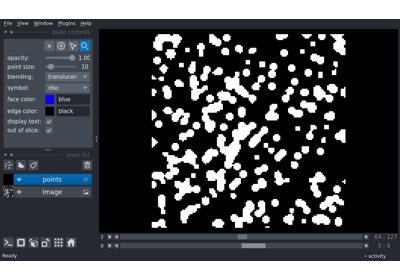 File View Window Plugins Help
layer controls
opacity: 1.00
point size: 10
blending: translucen
symbol: disc
face color: blue
edge color: black
display text:
out of slice:
layer list
points
Image
2 64 127
0 5 9
Ready activity